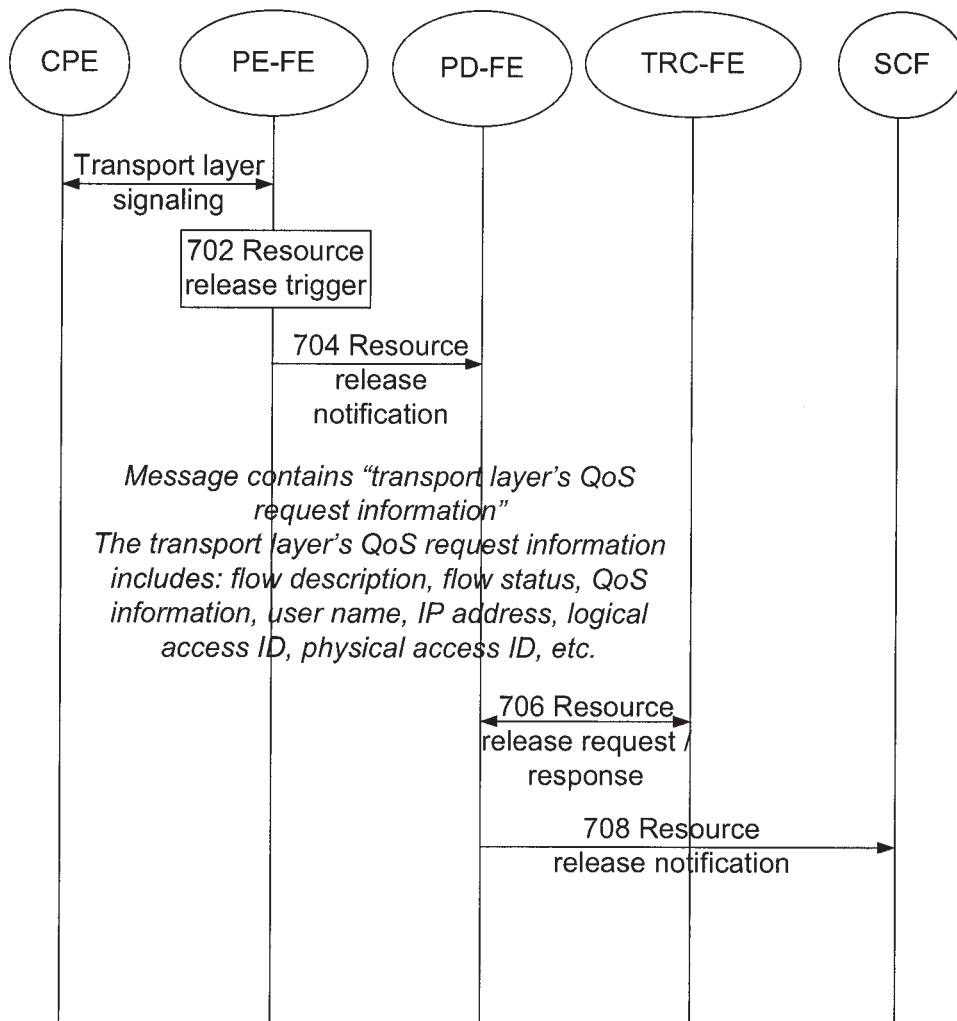 CPE
PE-FE
PD-FE
TRC-FE
SCF
Transport layer
signaling
702 Resource
release trigger
704 Resource
release
notification
Message contains “transport layer’s QoS
request information”
The transport layer’s QoS request information
includes: flow description, flow status, QoS
information, user name, IP address, logical
access ID, physical access ID, etc.
706 Resource
release request /
response
708 Resource
release notification